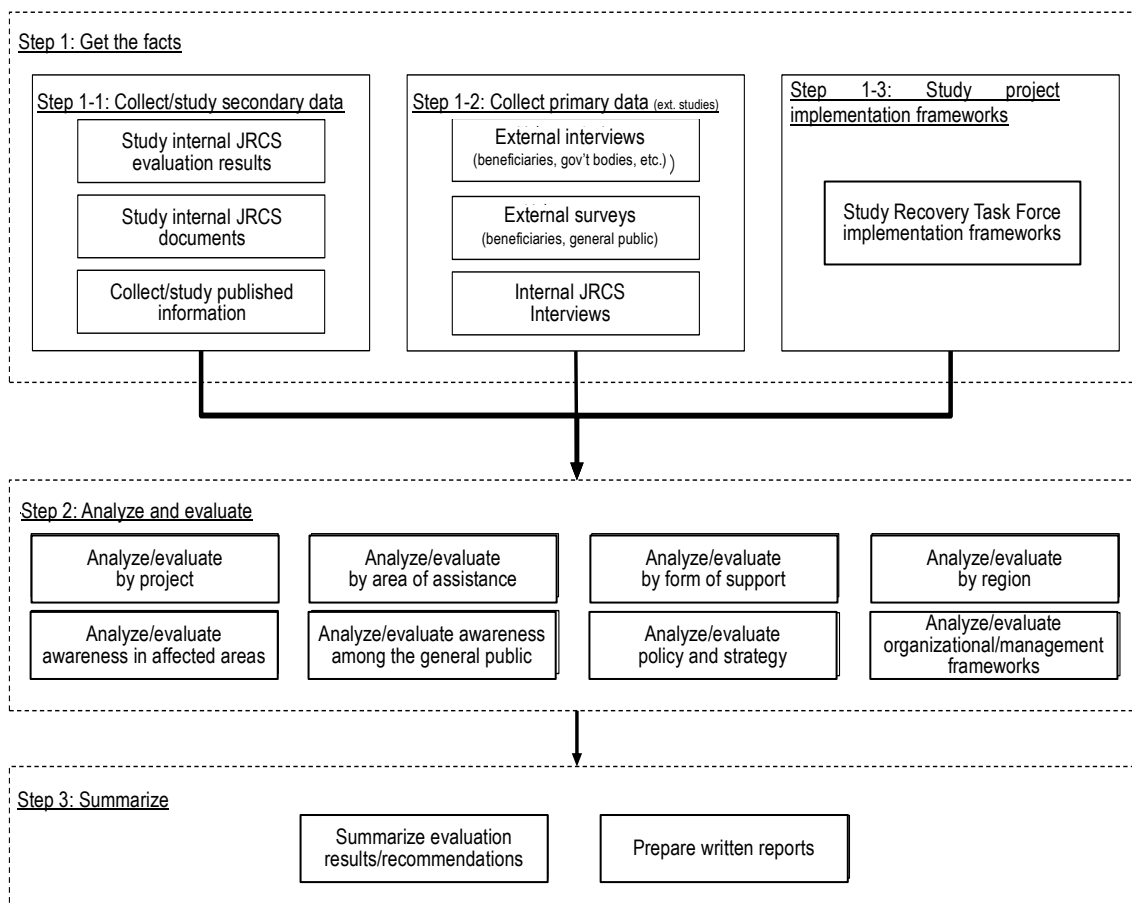 Step 1: Get the facts
Step 1-1: Collect/study secondary data
Study internal JRCS
evaluation results
Study internal JRCS
documents
Collect/study published
information
Step 1-2: Collect primary data (ext. studies)
External interviews
(beneficiaries, gov't bodies, etc.) )
External surveys
(beneficiaries, general public)
Internal JRCS
Interviews
Step 1-3: Study project
implementation frameworks
Study Recovery Task Force
implementation frameworks
Step 2: Analyze and evaluate
Analyze/evaluate
by project
Analyze/evaluate
by area of assistance
Analyze/evaluate
by form of support
Analyze/evaluate
by region
Analyze/evaluate
awareness in affected areas
Analyze/evaluate awareness
among the general public
Analyze/evaluate
policy and strategy
Analyze/evaluate
organizational/management
frameworks
Step 3: Summarize
Summarize evaluation
results/recommendations
Prepare written reports